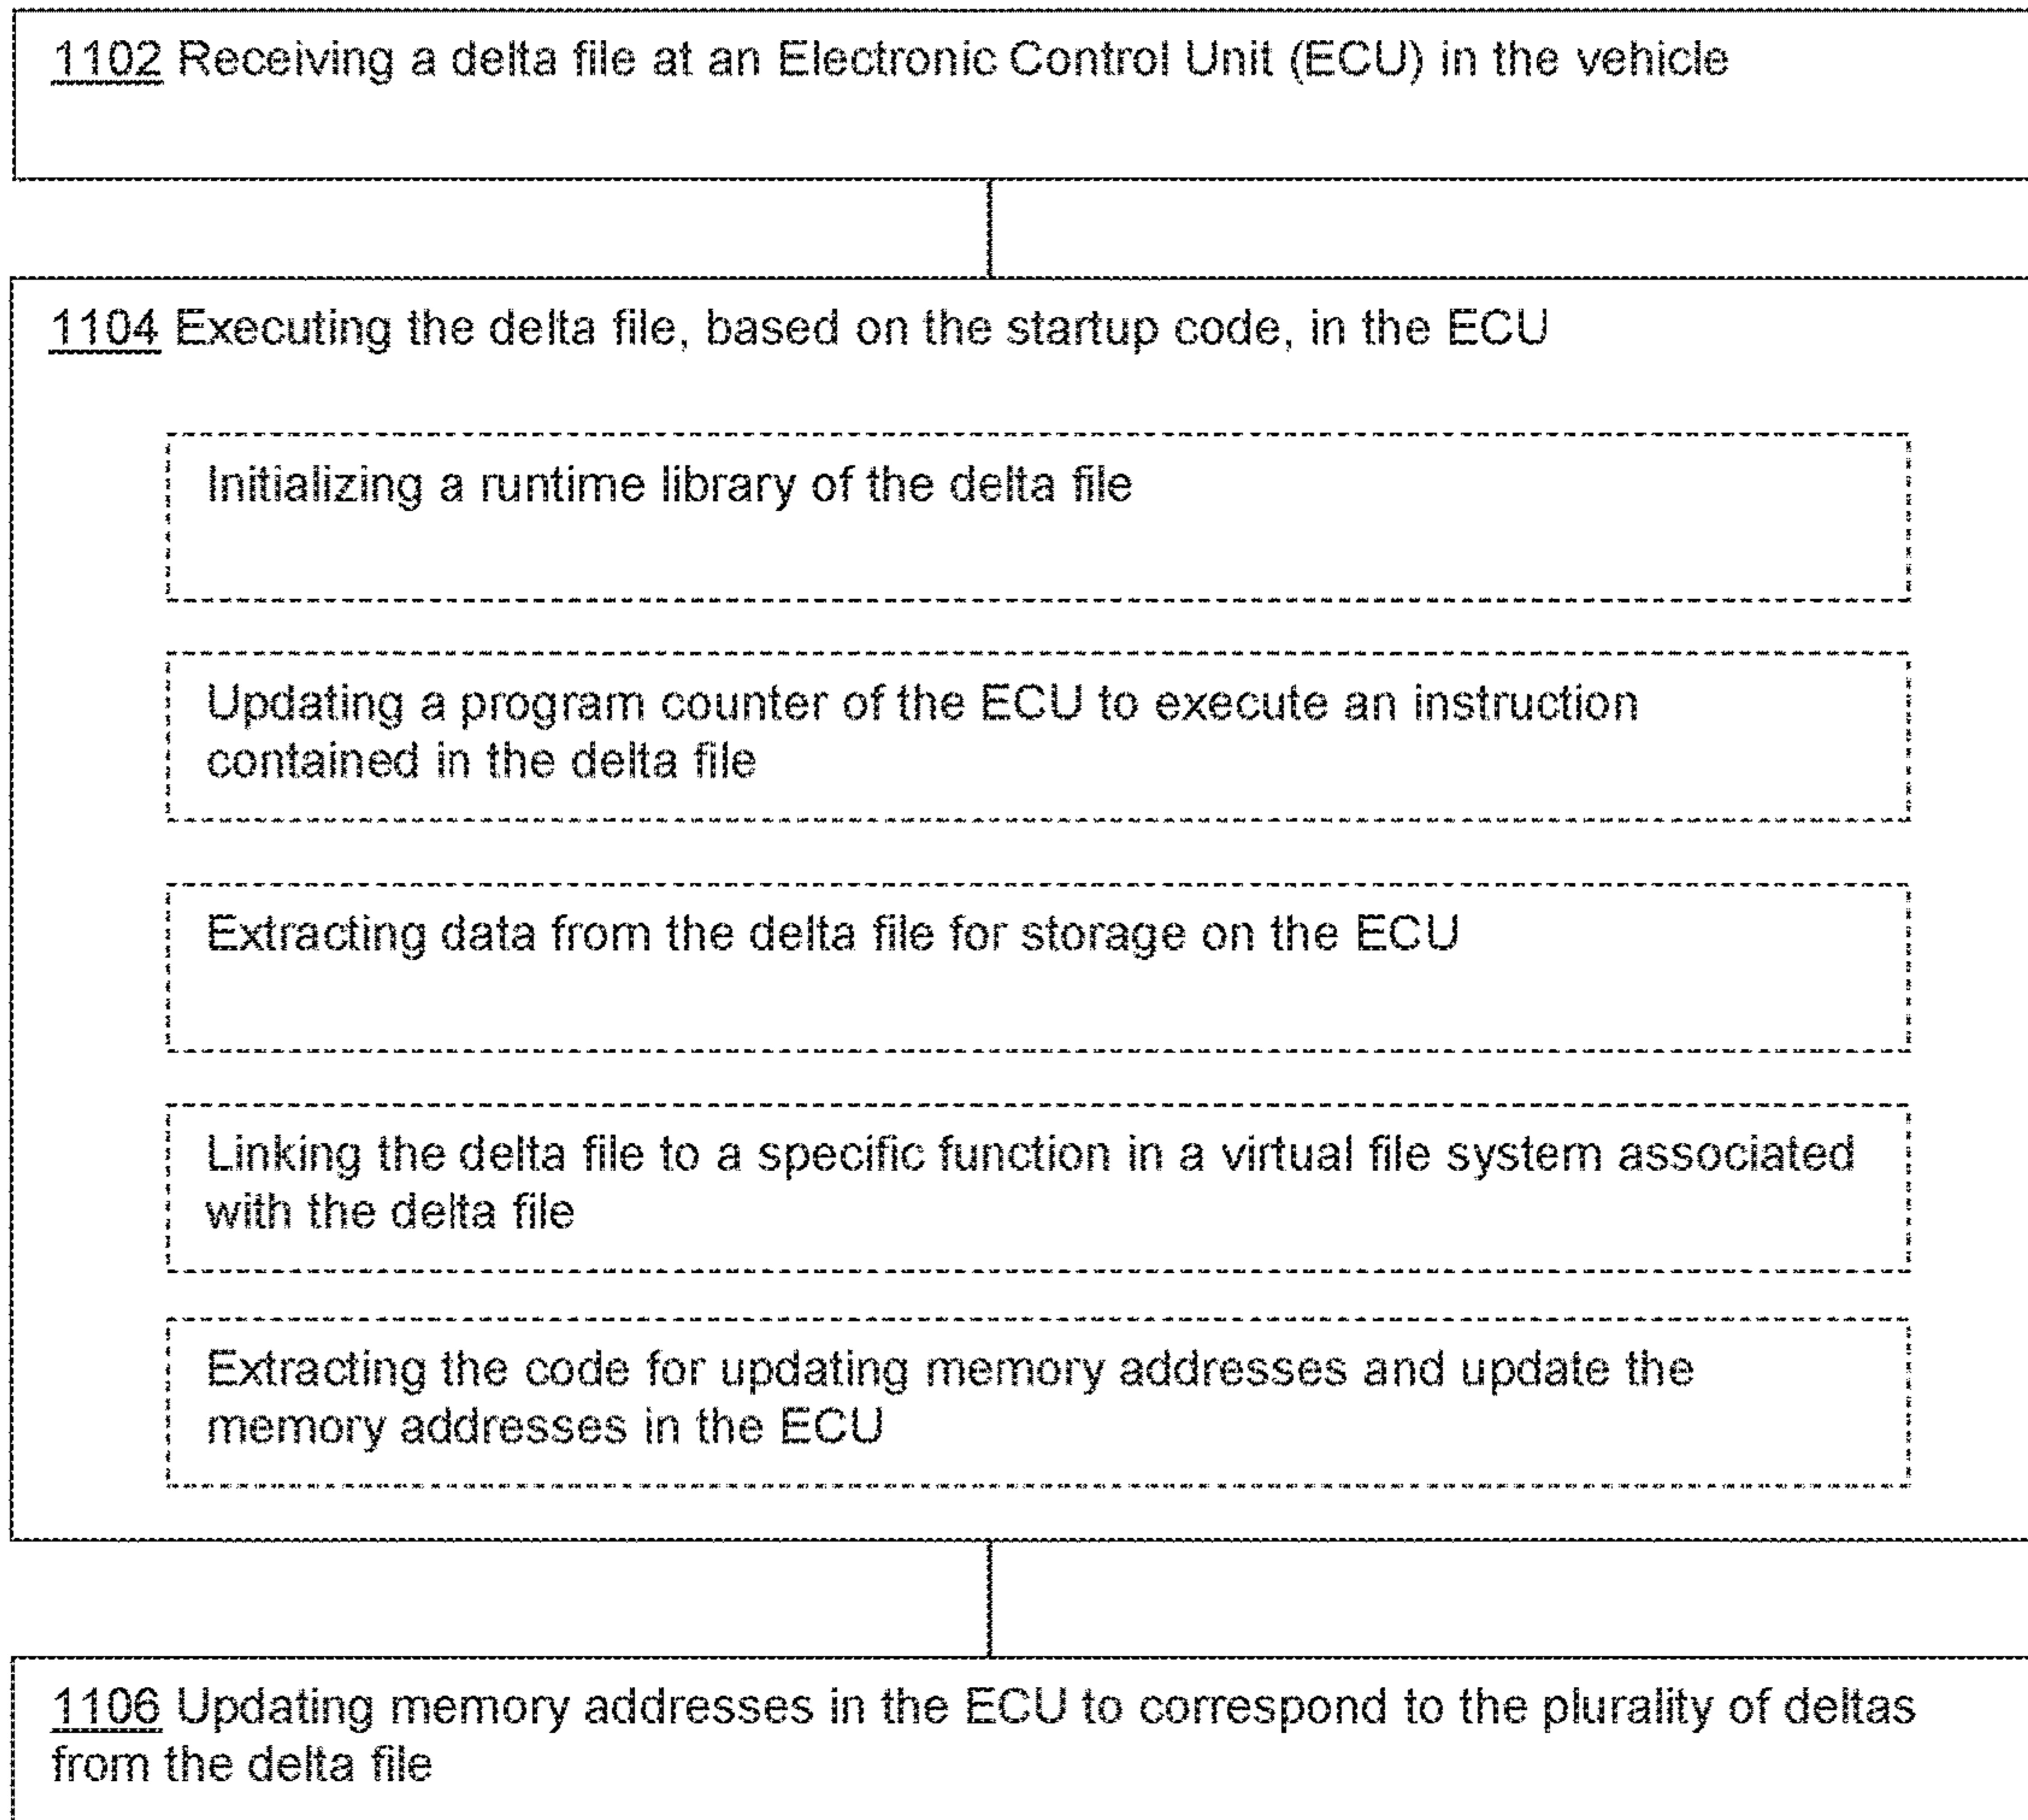 1102 Receiving a delta file at an Electronic Control Unit (ECU) in the vehicle
1104 Executing the delta file, based on the startup code, in the ECU
Initializing a runtime library of the delta file
Updating a program counter of the ECU to execute an instruction
contained in the delta file
Extracting data from the delta file for storage on the ECU
Linking the delta file to a specific function in a virtual file system associated
with the delta file
Extracting the code for updating memory addresses and update the
memory addresses in the ECU
1106 Updating memory addresses in the ECU to correspond to the plurality of deltas
from the delta file